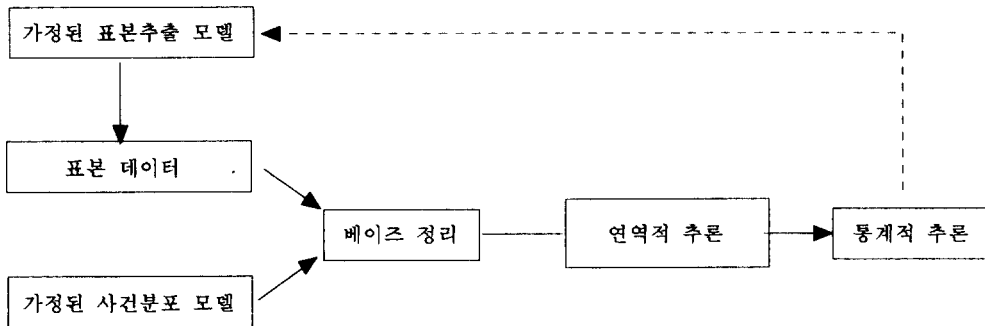 가정된 표본추출 모델
표본 데이터
베이즈 정리
연역적 추론
통계적 추론
가정된 사건분포 모델